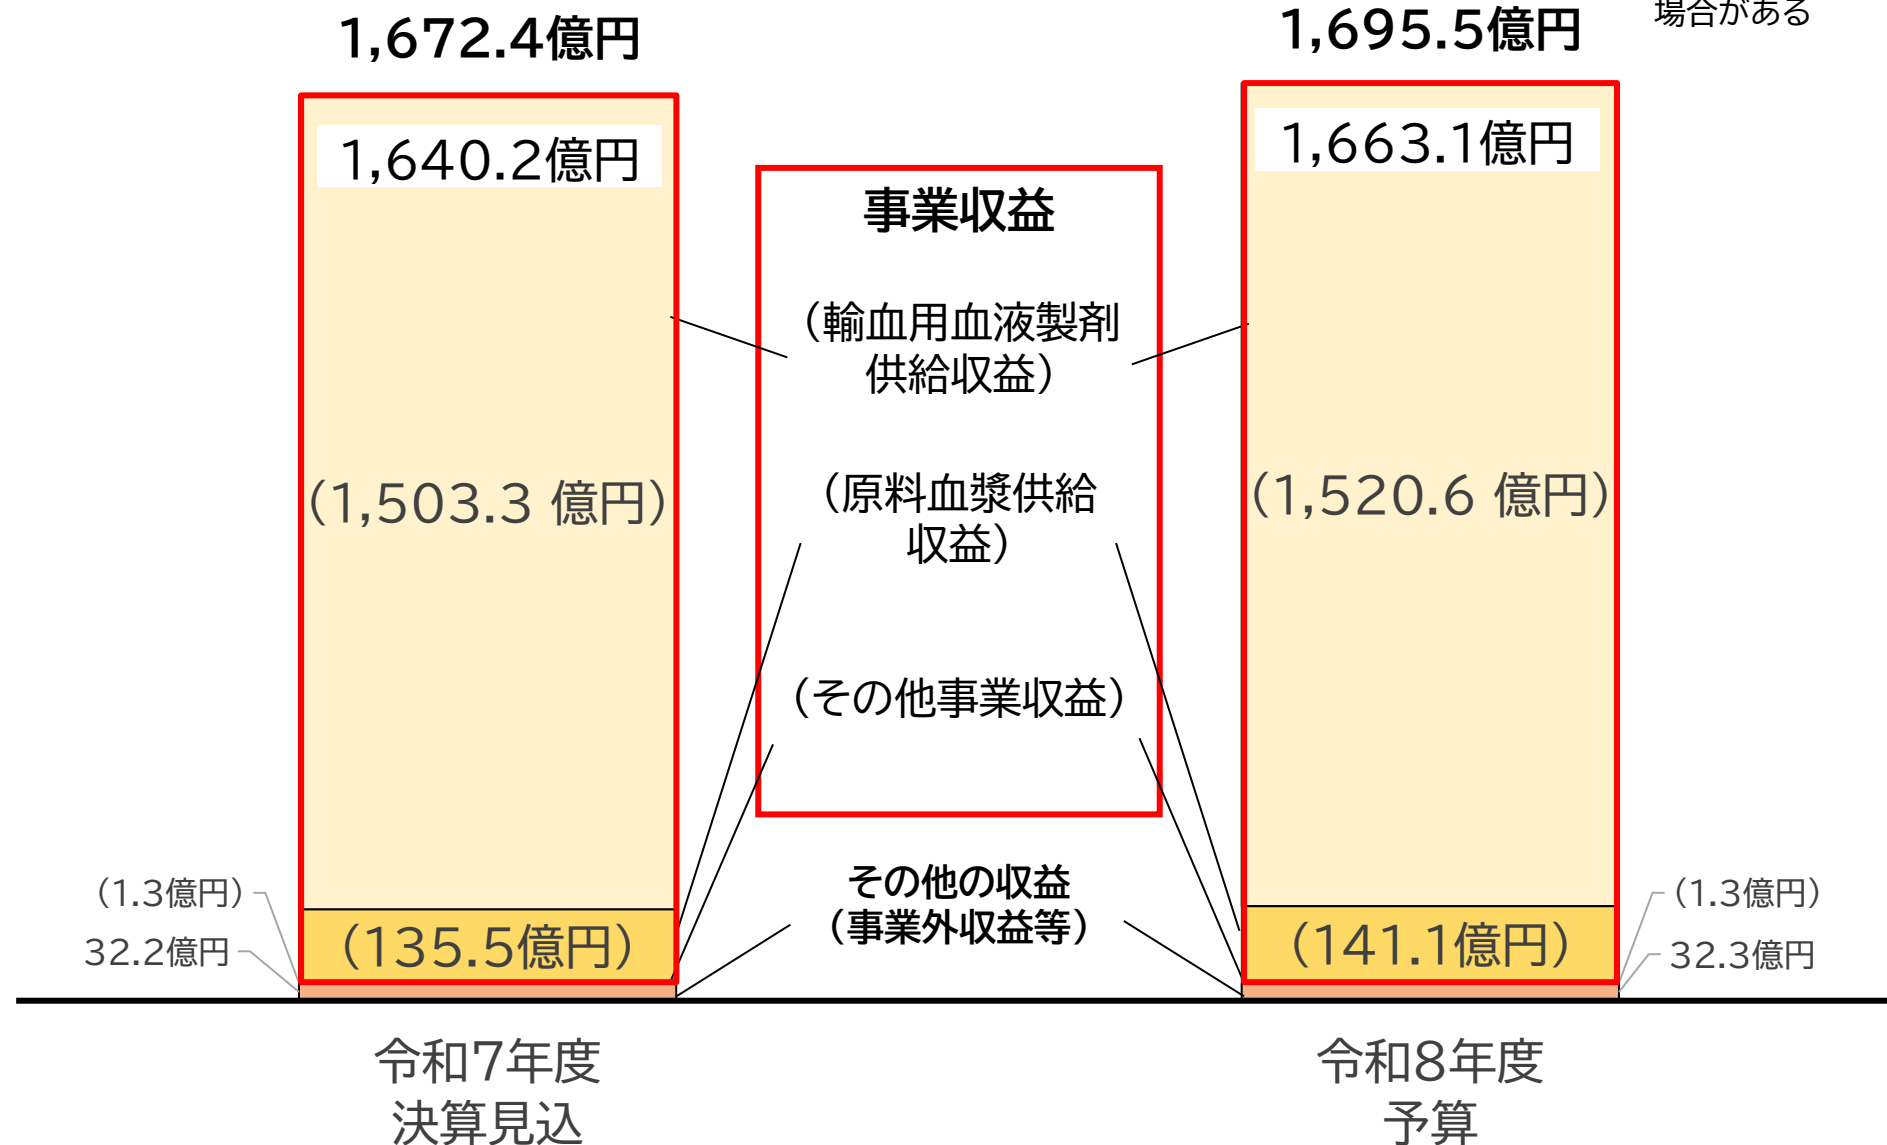 場合がある
1,672.4億円
1,695.5億円
1,640.2億円
1,663.1億円
事業収益
(輸血用血液製剤
供給収益)
(1,503.3 億円)
(原料血漿供給
収益)
(1,520.6 億円)
(その他事業収益)
その他の収益
(事業外収益等)
(1.3億円)
32.2億円
(135.5億円)
(141.1億円)
(1.3億円)
32.3億円
令和7年度
決算見込
令和8年度
予算